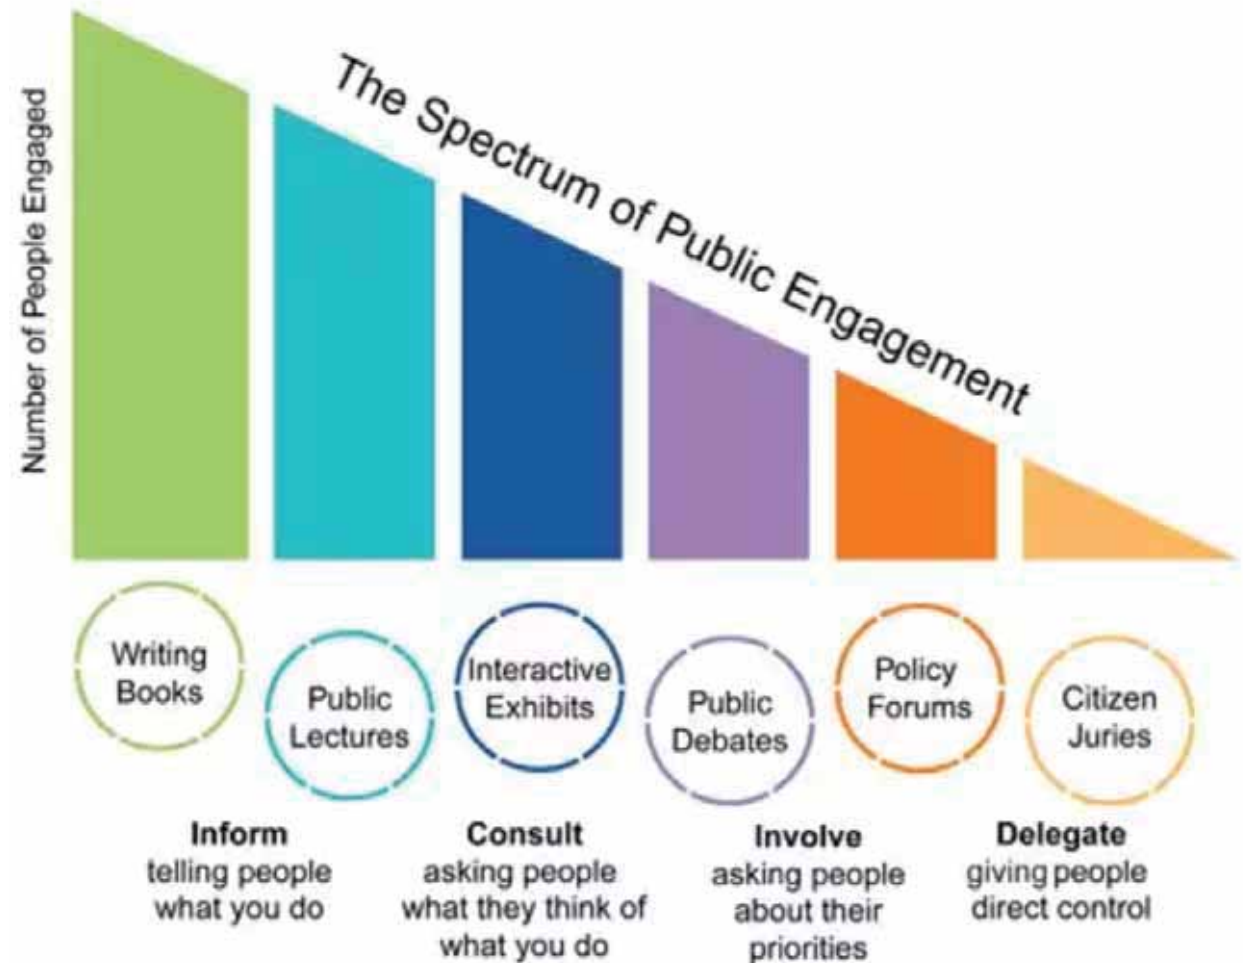 The Spectrum of Public Engagement
Number of People Engaged
Writing
Books
Public
Lectures
Interactive
Exhibits
Public
Debates
Policy
Forums
Citizen
Juries
Inform
telling people
what you do
Consult
asking people
what they think of
what you do
Involve
asking people
about their
priorities
Delegate
giving people
direct control